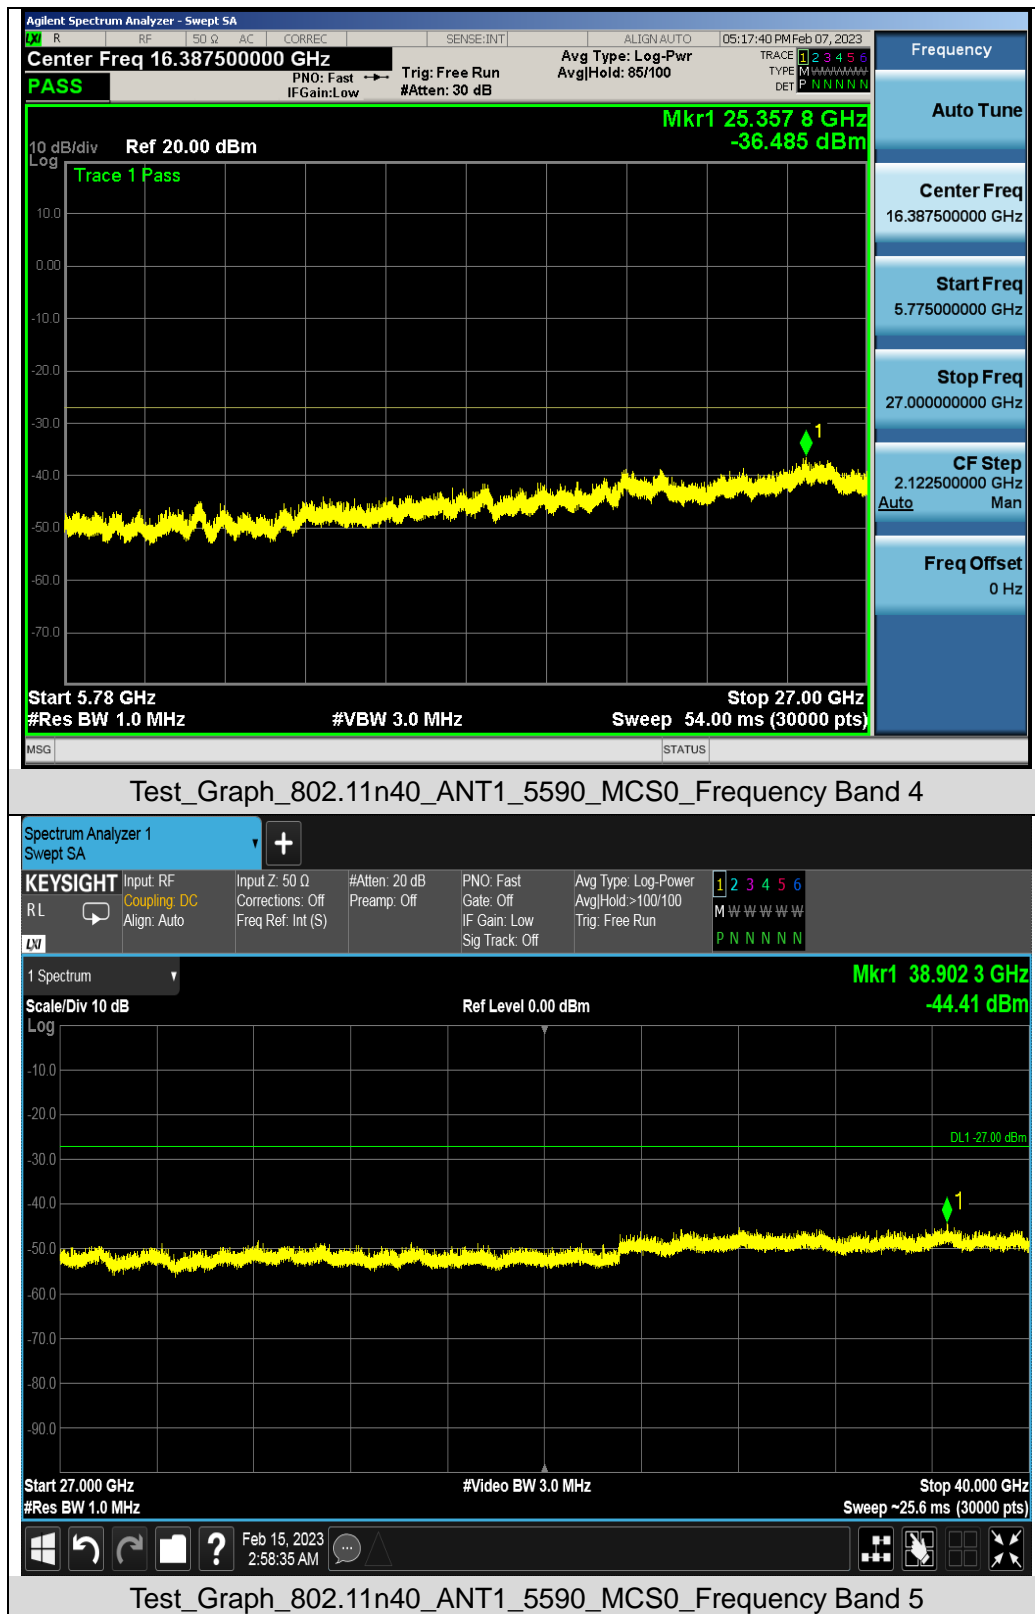 Agilent Spectrum Analyzer - Swept SA
LXI R RF 50 Ω AC CORREC SENSE:INT ALIGN AUTO 05:17:40 PM Feb 07, 2023
Center Freq 16.387500000 GHz
PASS
PNO: Fast
IFGain:Low
Trig: Free Run
#Atten: 30 dB
Avg Type: Log-Pwr
Avg|Hold: 85/100
TRACE 1 2 3 4 5 6
TYPE M W W W W W
DET P N N N N N
Mkr1 25.357 8 GHz
-36.485 dBm
10 dB/div Ref 20.00 dBm
Log
Trace 1 Pass
10.0
0.00
-10.0
-20.0
-30.0
-40.0
-50.0
-60.0
-70.0
1
Start 5.78 GHz Stop 27.00 GHz
#Res BW 1.0 MHz #VBW 3.0 MHz Sweep 54.00 ms (30000 pts)
MSG STATUS
Frequency
Auto Tune
Center Freq
16.387500000 GHz
Start Freq
5.775000000 GHz
Stop Freq
27.000000000 GHz
CF Step
2.122500000 GHz
Auto Man
Freq Offset
0 Hz
Test_Graph_802.11n40_ANT1_5590_MCS0_Frequency Band 4
Spectrum Analyzer 1
Swept SA
+
KEYSIGHT
R L
LXI
Input: RF
Coupling: DC
Align: Auto
Input Z: 50 Ω
Corrections: Off
Freq Ref: Int (S)
#Atten: 20 dB
Preamp: Off
PNO: Fast
Gate: Off
IF Gain: Low
Sig Track: Off
Avg Type: Log-Power
Avg|Hold:>100/100
Trig: Free Run
1 2 3 4 5 6
M W W W W W
P N N N N N
1 Spectrum
Mkr1 38.902 3 GHz
-44.41 dBm
Scale/Div 10 dB Ref Level 0.00 dBm
Log
-10.0
-20.0
DL1 -27.00 dBm
-30.0
-40.0
1
-50.0
-60.0
-70.0
-80.0
-90.0
Start 27.000 GHz #Video BW 3.0 MHz Stop 40.000 GHz
#Res BW 1.0 MHz Sweep ~25.6 ms (30000 pts)
? Feb 15, 2023
2:58:35 AM
Test_Graph_802.11n40_ANT1_5590_MCS0_Frequency Band 5